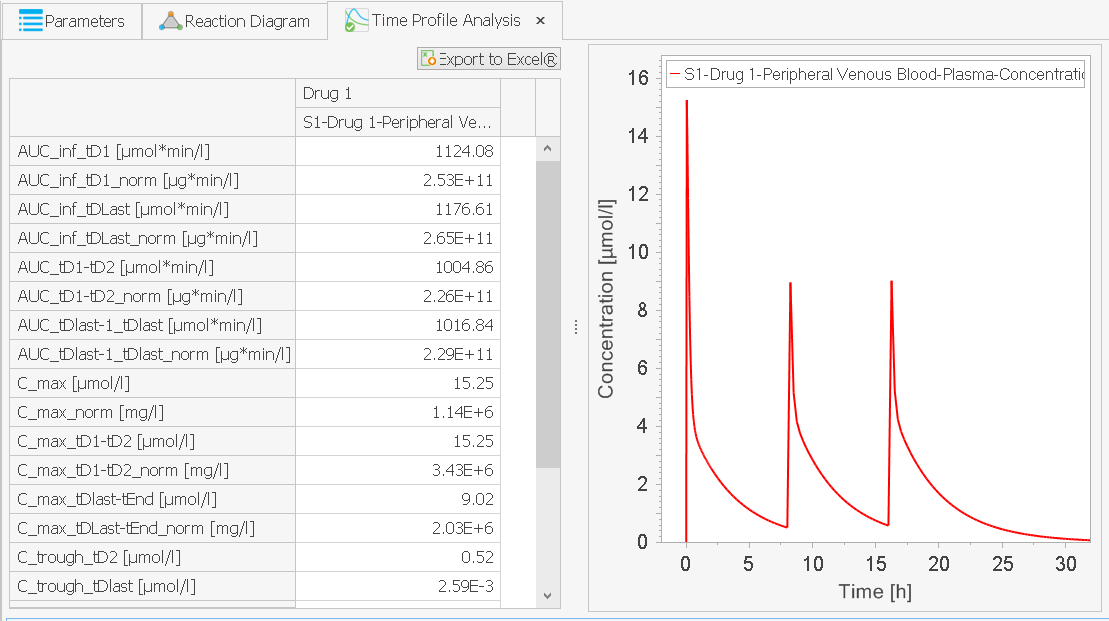 Parameters
Reaction Diagram
Time Profile Analysis
Export to Excel®
Drug 1
S1-Drug 1-Peripheral Ve...
AUC_inf_tD1 [µmol*min/l] 1124.08
AUC_inf_tD1_norm [µg*min/l] 2.53E+11
AUC_inf_tDLast [µmol*min/l] 1176.61
AUC_inf_tDLast_norm [µg*min/l] 2.65E+11
AUC_tD1-tD2 [µmol*min/l] 1004.86
AUC_tD1-tD2_norm [µg*min/l] 2.26E+11
AUC_tDlast-1_tDlast [µmol*min/l] 1016.84
AUC_tDlast-1_tDlast_norm [µg*min/l] 2.29E+11
C_max [µmol/l] 15.25
C_max_norm [mg/l] 1.14E+6
C_max_tD1-tD2 [µmol/l] 15.25
C_max_tD1-tD2_norm [mg/l] 3.43E+6
C_max_tDlast-tEnd [µmol/l] 9.02
C_max_tDLast-tEnd_norm [mg/l] 2.03E+6
C_trough_tD2 [µmol/l] 0.52
C_trough_tDlast [µmol/l] 2.59E-3
S1-Drug 1-Peripheral Venous Blood-Plasma-Concentratio
Concentration [µmol/l]
16
14
12
10
8
6
4
2
0
0 5 10 15 20 25 30
Time [h]